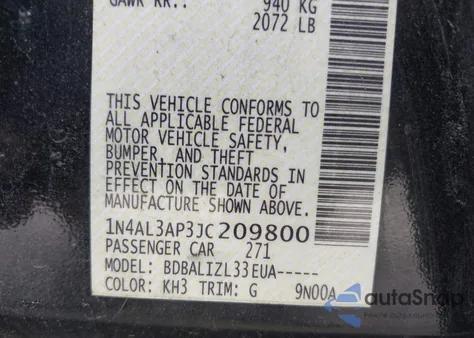 GAWR RR.: 940 KG
2072 LB
THIS VEHICLE CONFORMS TO
ALL APPLICABLE FEDERAL
MOTOR VEHICLE SAFETY,
BUMPER, AND THEFT
PREVENTION STANDARDS IN
EFFECT ON THE DATE OF
MANUFACTURE SHOWN ABOVE.
1N4AL3AP3JC209800
PASSENGER CAR 271
MODEL: BDBALIZL33EUA-----
COLOR: KH3 TRIM: G 9N00A
autoSnap